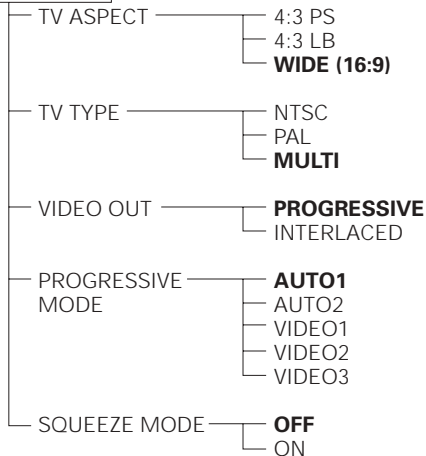 TV ASPECT
4:3 PS
4:3 LB
WIDE (16:9)
TV TYPE
NTSC
PAL
MULTI
VIDEO OUT
PROGRESSIVE
INTERLACED
PROGRESSIVE
MODE
AUTO1
AUTO2
VIDEO1
VIDEO2
VIDEO3
SQUEEZE MODE
OFF
ON